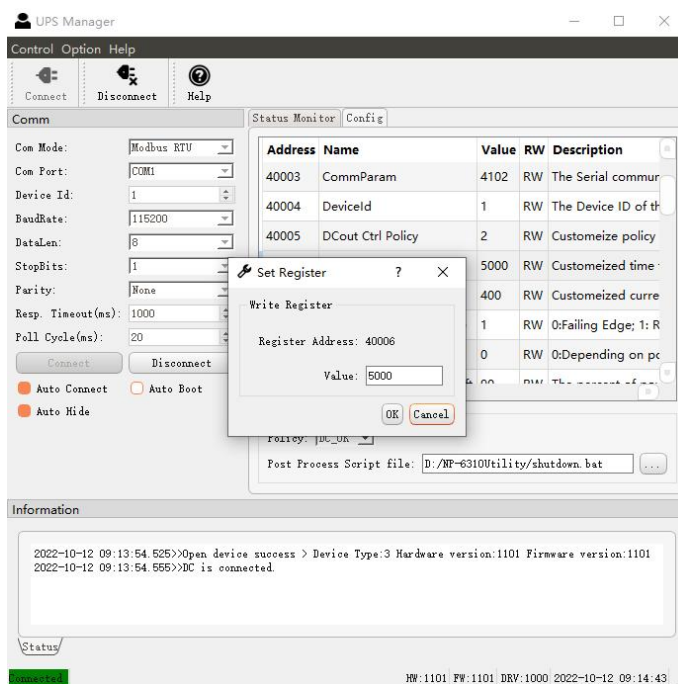 UPS Manager
Control Option Help
Connect Disconnect Help
Comm
Com Mode: Modbus RTU
Com Port: COM1
Device Id: 1
BaudRate: 115200
DataLen: 8
StopBits: 1
Parity: None
Resp. Timeout(ms): 1000
Poll Cycle(ms): 20
Connect Disconnect
Auto Connect Auto Boot
Auto Hide
Status Monitor Config
Address Name Value RW Description
40003 CommParam 4102 RW The Serial commun
40004 DeviceId 1 RW The Device ID of th
40005 DCout Ctrl Policy 2 RW Customeize policy
5000 RW Customeized time
400 RW Customeized curre
1 RW 0:Failing Edge; 1: R
0 RW 0:Depending on po
Set Register ? ×
Write Register
Register Address: 40006
Value: 5000
OK Cancel
Policy: DC_OK
Post Process Script file: D:/NP-6310Utility/shutdown.bat ...
Information
2022-10-12 09:13:54.525>>Open device success > Device Type:3 Hardware version:1101 Firmware version:1101
2022-10-12 09:13:54.555>>DC is connected.
Status
Connected
HW:1101 FW:1101 DRV:1000 2022-10-12 09:14:43